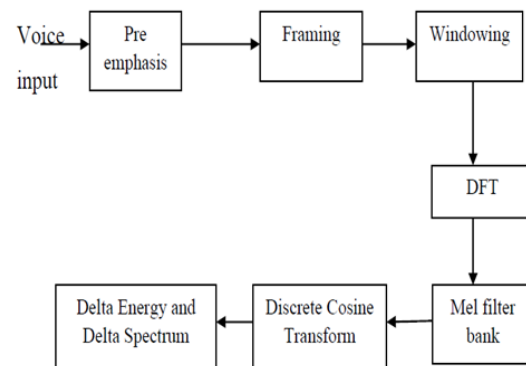 Voice
input
Pre
emphasis
Framing
Windowing
DFT
Mel filter
bank
Discrete Cosine
Transform
Delta Energy and
Delta Spectrum